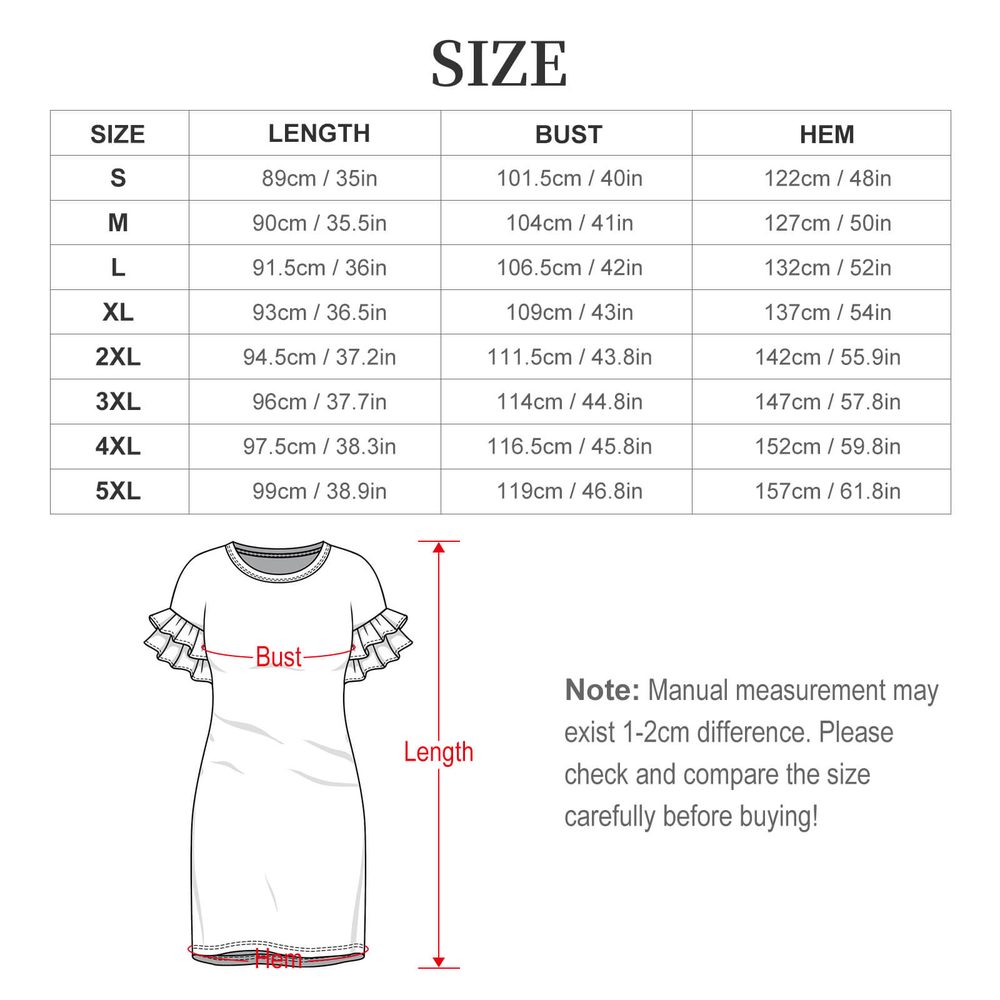 SIZE
SIZE LENGTH BUST HEM
S 89cm / 35in 101.5cm / 40in 122cm / 48in
M 90cm / 35.5in 104cm / 41in 127cm / 50in
L 91.5cm / 36in 106.5cm / 42in 132cm / 52in
XL 93cm / 36.5in 109cm / 43in 137cm / 54in
2XL 94.5cm / 37.2in 111.5cm / 43.8in 142cm / 55.9in
3XL 96cm / 37.7in 114cm / 44.8in 147cm / 57.8in
4XL 97.5cm / 38.3in 116.5cm / 45.8in 152cm / 59.8in
5XL 99cm / 38.9in 119cm / 46.8in 157cm / 61.8in
Bust
Length
Hem
Note: Manual measurement may
exist 1-2cm difference. Please
check and compare the size
carefully before buying!